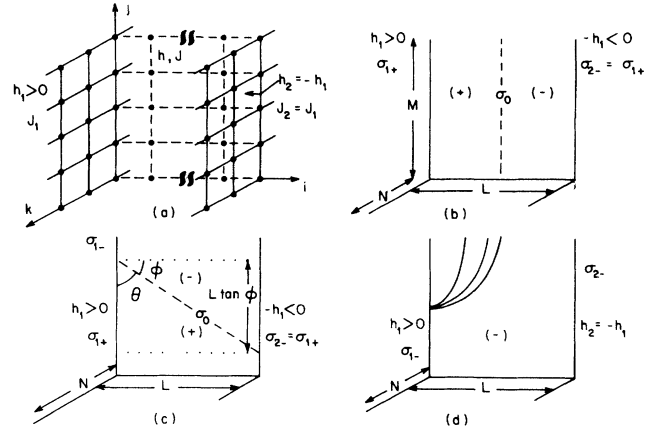 j
h, J
h₁>0
h₂=-h₁
J₁
J₂=J₁
i
k
(a)
h₁>0
-h₁<0
σ₁₊
σ₂₋ = σ₁₊
(+)
σ₀
(-)
M
N
L
(b)
σ₁₋
ϕ
(-)
θ
L tan ϕ
h₁>0
-h₁<0
σ₀
σ₁₊
(+)
σ₂₋=σ₁₊
N
L
(c)
σ₂₋
h₁>0
h₂=-h₁
(-)
σ₁₋
N
L
(d)